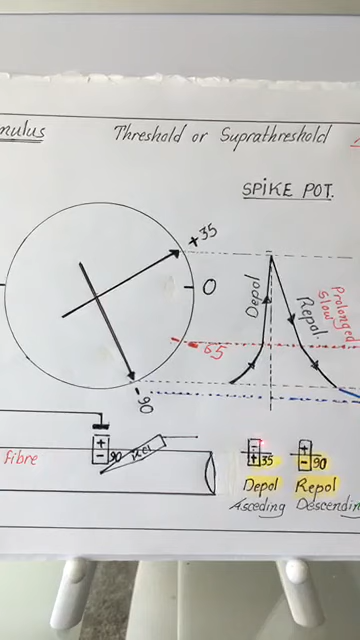 mulus
Threshold or Suprathreshold
SPIKE POT.
+35
0
Depol
Repol.
Prolonged
Slow
65
-90
+
-
90
KCl
fibre
-
+
35
+
-
90
Depol
Repol
Asceding
Descendin